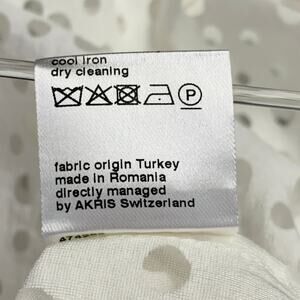 cool iron
dry cleaning
P
fabric origin Turkey
made in Romania
directly managed
by AKRIS Switzerland